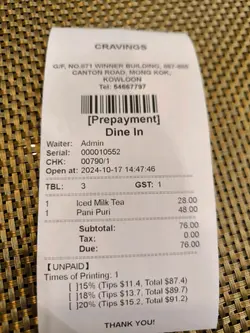 CRAVINGS
G/F, NO.971 WINNER BUILDING, 967-969
CANTON ROAD, MONG KOK,
KOWLOON
Tel: 54667797
[Prepayment]
Dine In
Waiter: Admin
Serial: 000010552
CHK: 00790/1
Open at: 2024-10-17 14:47:46
TBL: 3 GST: 1
1 Iced Milk Tea 28.00
1 Pani Puri 48.00
Subtotal: 76.00
Tax: 0.00
Due: 76.00
【UNPAID】
Times of Printing: 1
[ ]15% (Tips $11.4, Total $87.4)
[ ]18% (Tips $13.7, Total $89.7)
[ ]20% (Tips $15.2, Total $91.2)
THANK YOU!